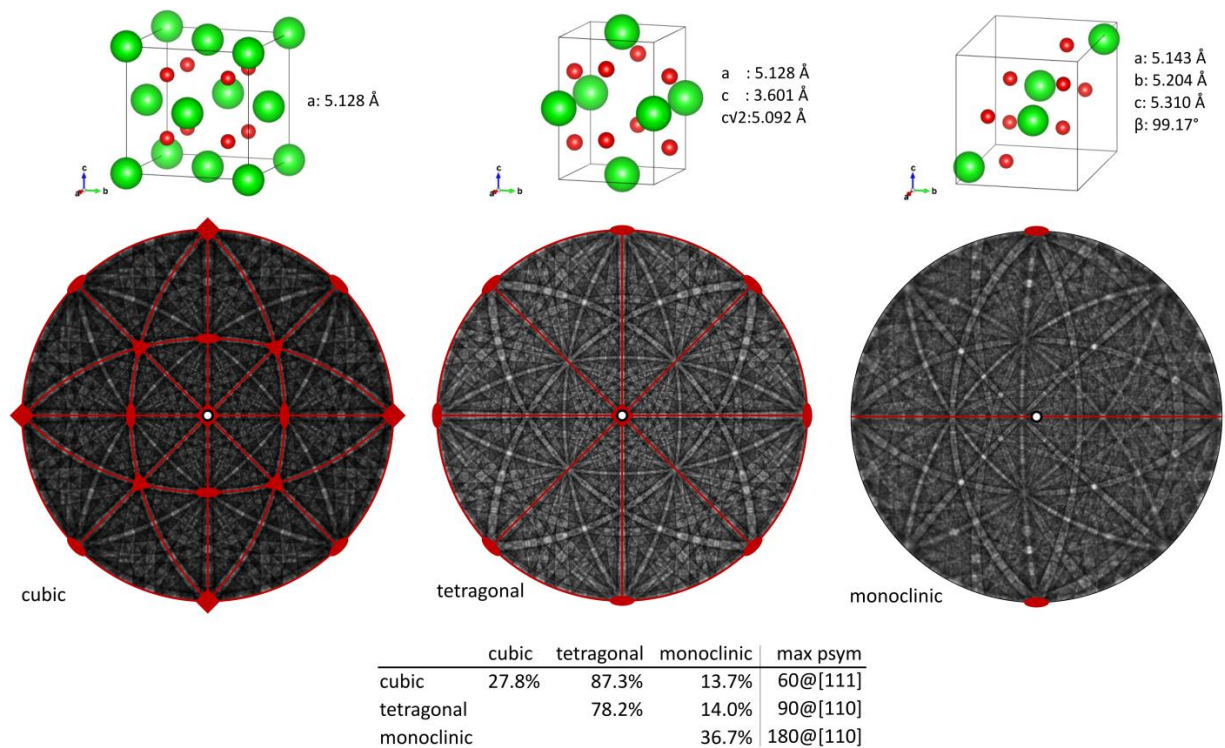 a: 5.128 Å
c
a b
a : 5.128 Å
c : 3.601 Å
c√2:5.092 Å
c
a b
a: 5.143 Å
b: 5.204 Å
c: 5.310 Å
β: 99.17°
c
a b
cubic
tetragonal
monoclinic
cubic tetragonal monoclinic max psym
cubic 27.8% 87.3% 13.7% 60@[111]
tetragonal 78.2% 14.0% 90@[110]
monoclinic 36.7% 180@[110]